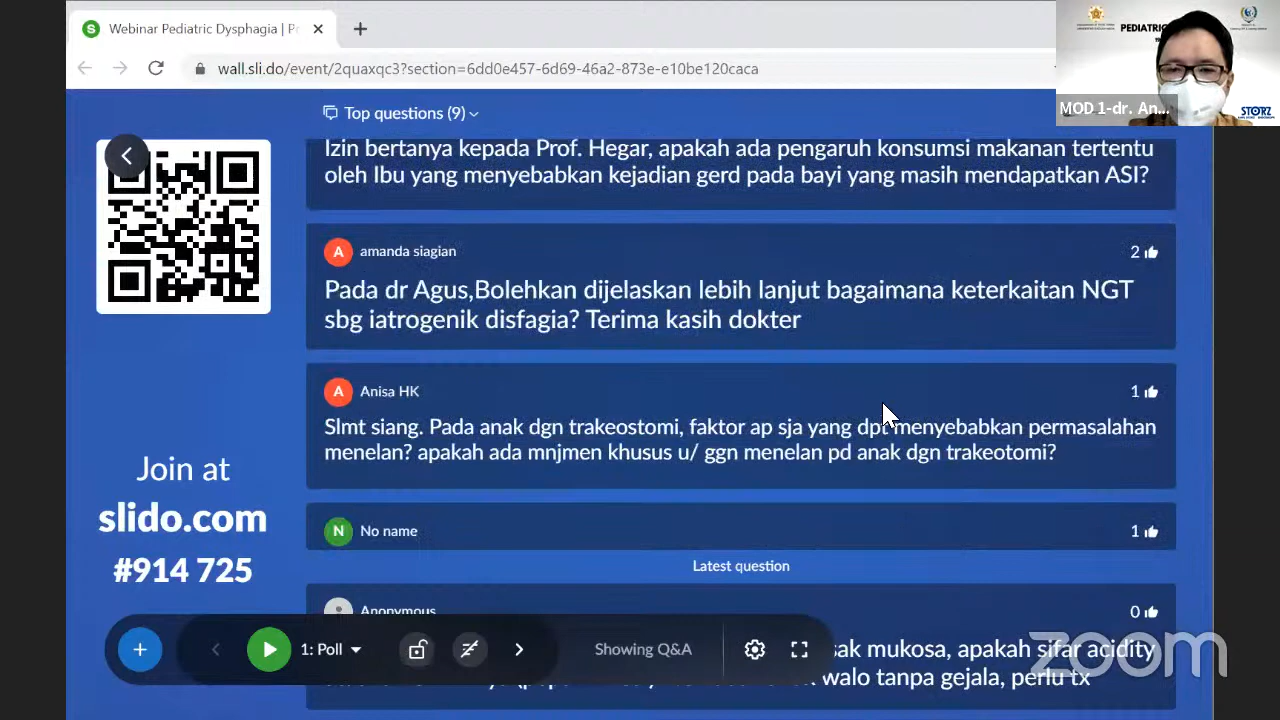 Webinar Pediatric Dysphagia | Pr
wall.sli.do/event/2quaxqc3?section=6dd0e457-6d69-46a2-873e-e10be120caca
PEDIATRIC
MOD 1-dr. An...
STORZ
Top questions (9)
Izin bertanya kepada Prof. Hegar, apakah ada pengaruh konsumsi makanan tertentu
oleh Ibu yang menyebabkan kejadian gerd pada bayi yang masih mendapatkan ASI?
A amanda siagian 2
Pada dr Agus,Bolehkan dijelaskan lebih lanjut bagaimana keterkaitan NGT
sbg iatrogenik disfagia? Terima kasih dokter
A Anisa HK 1
Slmt siang. Pada anak dgn trakeostomi, faktor ap sja yang dpt menyebabkan permasalahan
menelan? apakah ada mnjmen khusus u/ ggn menelan pd anak dgn trakeotomi?
N No name 1
Latest question
Anonymous 0
sak mukosa, apakah sifar acidity
walo tanpa gejala, perlu tx
Join at
slido.com
#914 725
1: Poll
Showing Q&A
zoom